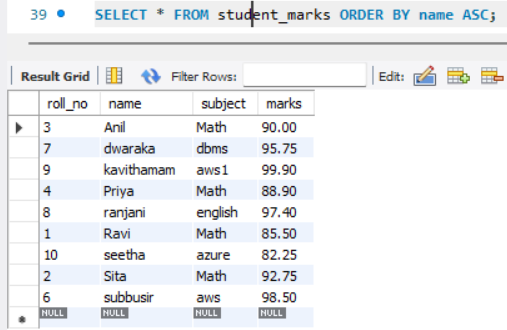 39 SELECT * FROM student_marks ORDER BY name ASC;
Result Grid Filter Rows: Edit:
roll_no name subject marks
3 Anil Math 90.00
7 dwaraka dbms 95.75
9 kavithamam aws1 99.90
4 Priya Math 88.90
8 ranjani english 97.40
1 Ravi Math 85.50
10 seetha azure 82.25
2 Sita Math 92.75
6 subbusir aws 98.50
NULL NULL NULL NULL